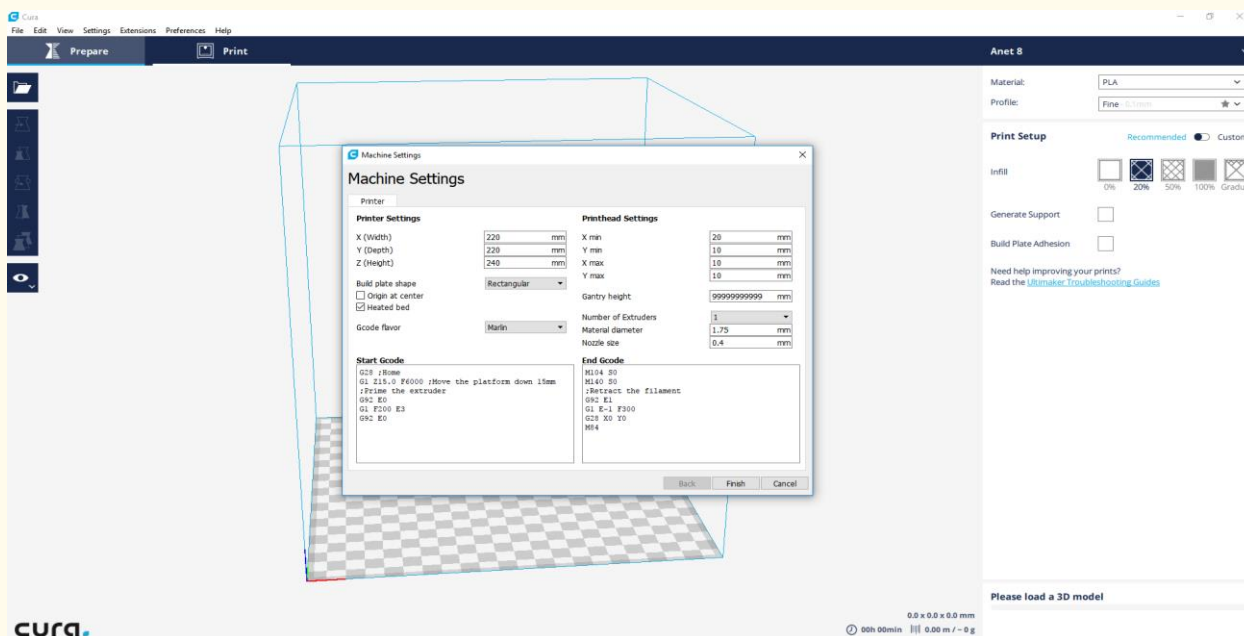 Cura
File Edit View Settings Extensions Preferences Help
Prepare Print Anet 8
Material: PLA
Profile: Fine - 0.1mm
Print Setup Recommended Custom
Infill
0% 20% 50% 100% Gradu
Generate Support
Build Plate Adhesion
Need help improving your prints?
Read the Ultimaker Troubleshooting Guides
Machine Settings
Machine Settings
Printer
Printer Settings
X (Width) 220 mm
Y (Depth) 220 mm
Z (Height) 240 mm
Build plate shape Rectangular
Origin at center
Heated bed
Gcode flavor Marlin
Printhead Settings
X min 20 mm
Y min 10 mm
X max 10 mm
Y max 10 mm
Gantry height 99999999999 mm
Number of Extruders 1
Material diameter 1.75 mm
Nozzle size 0.4 mm
Start Gcode
G28 ;Home
G1 Z15.0 F6000 ;Move the platform down 15mm
;Prime the extruder
G92 E0
G1 F200 E3
G92 E0
End Gcode
M104 S0
M140 S0
;Retract the filament
G92 E1
G1 E-1 F300
G28 X0 Y0
M84
Back Finish Cancel
Please load a 3D model
0.0 x 0.0 x 0.0 mm
00h 00min 0.00 m / ~ 0 g
cura.